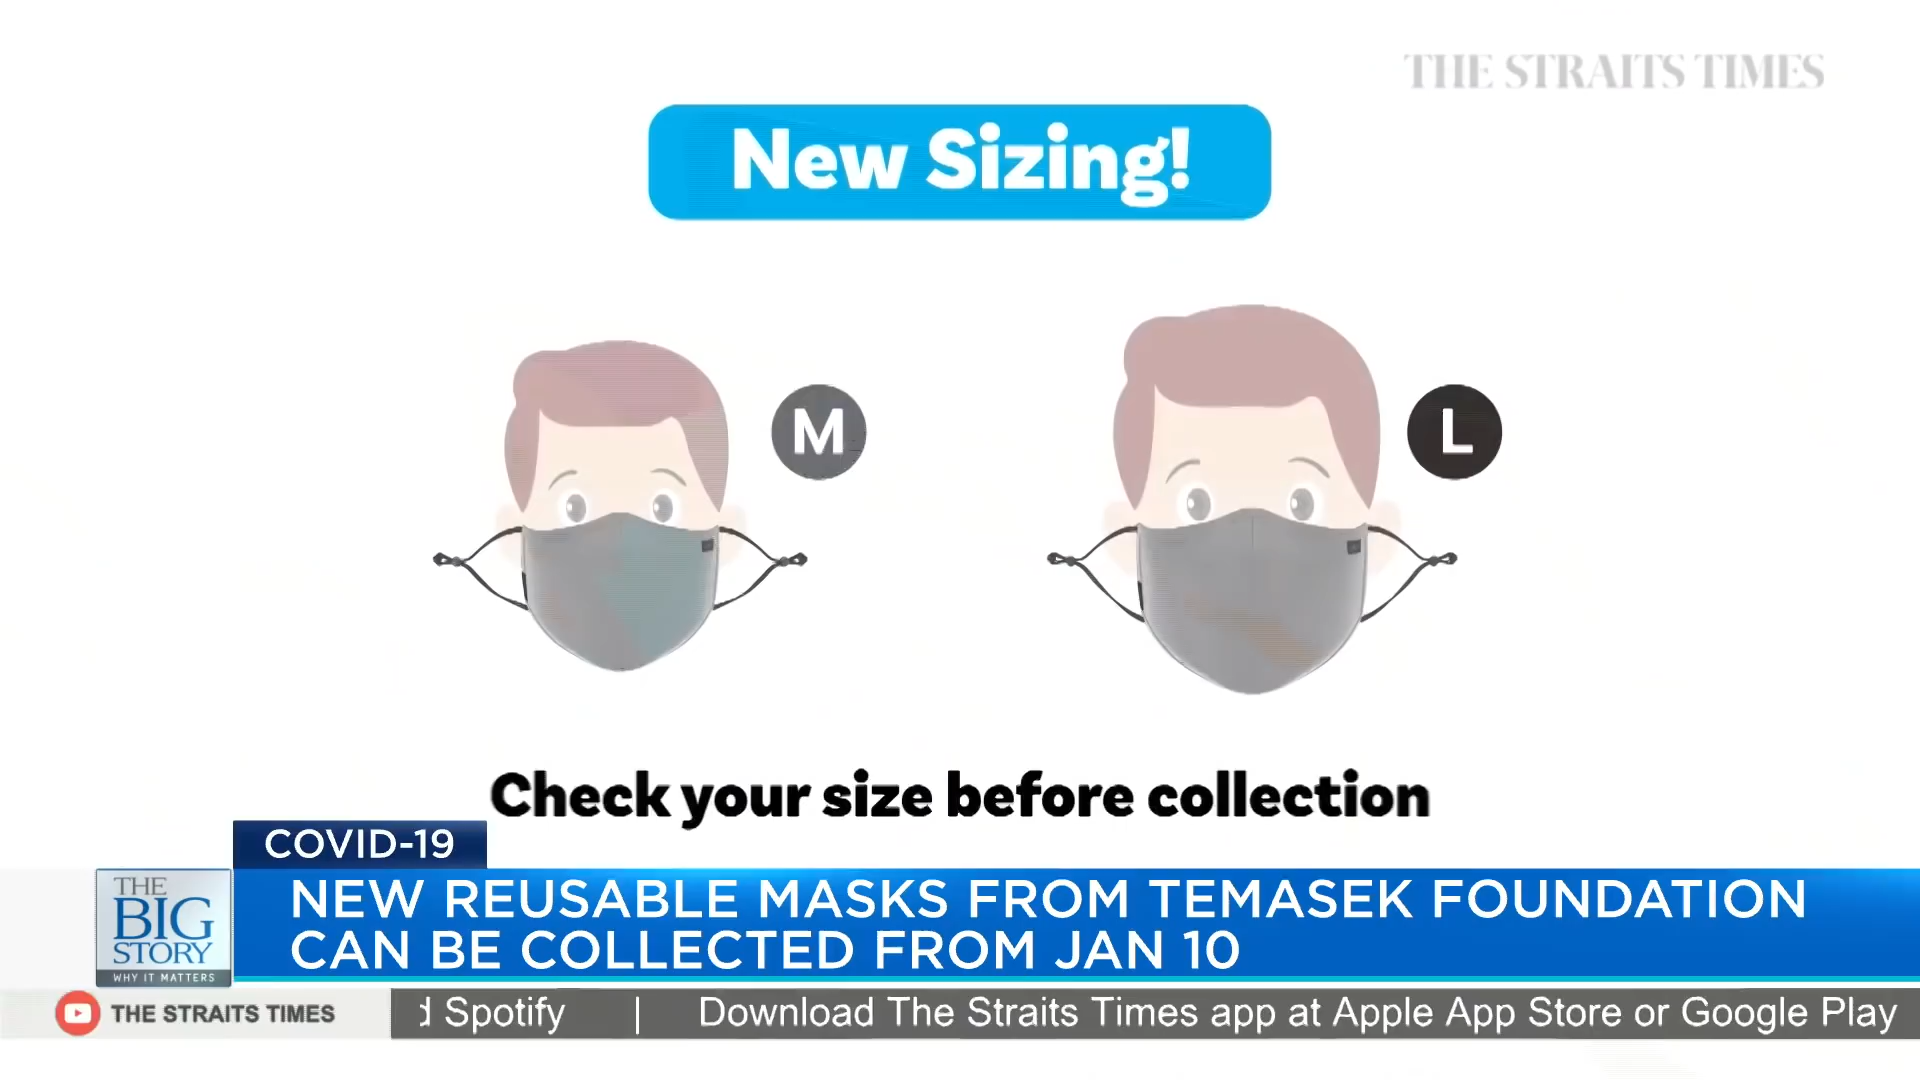 THE STRAITS TIMES
New Sizing!
M
L
Check your size before collection
COVID-19
THE
BIG
STORY
WHY IT MATTERS
NEW REUSABLE MASKS FROM TEMASEK FOUNDATION
CAN BE COLLECTED FROM JAN 10
THE STRAITS TIMES
d Spotify | Download The Straits Times app at Apple App Store or Google Play